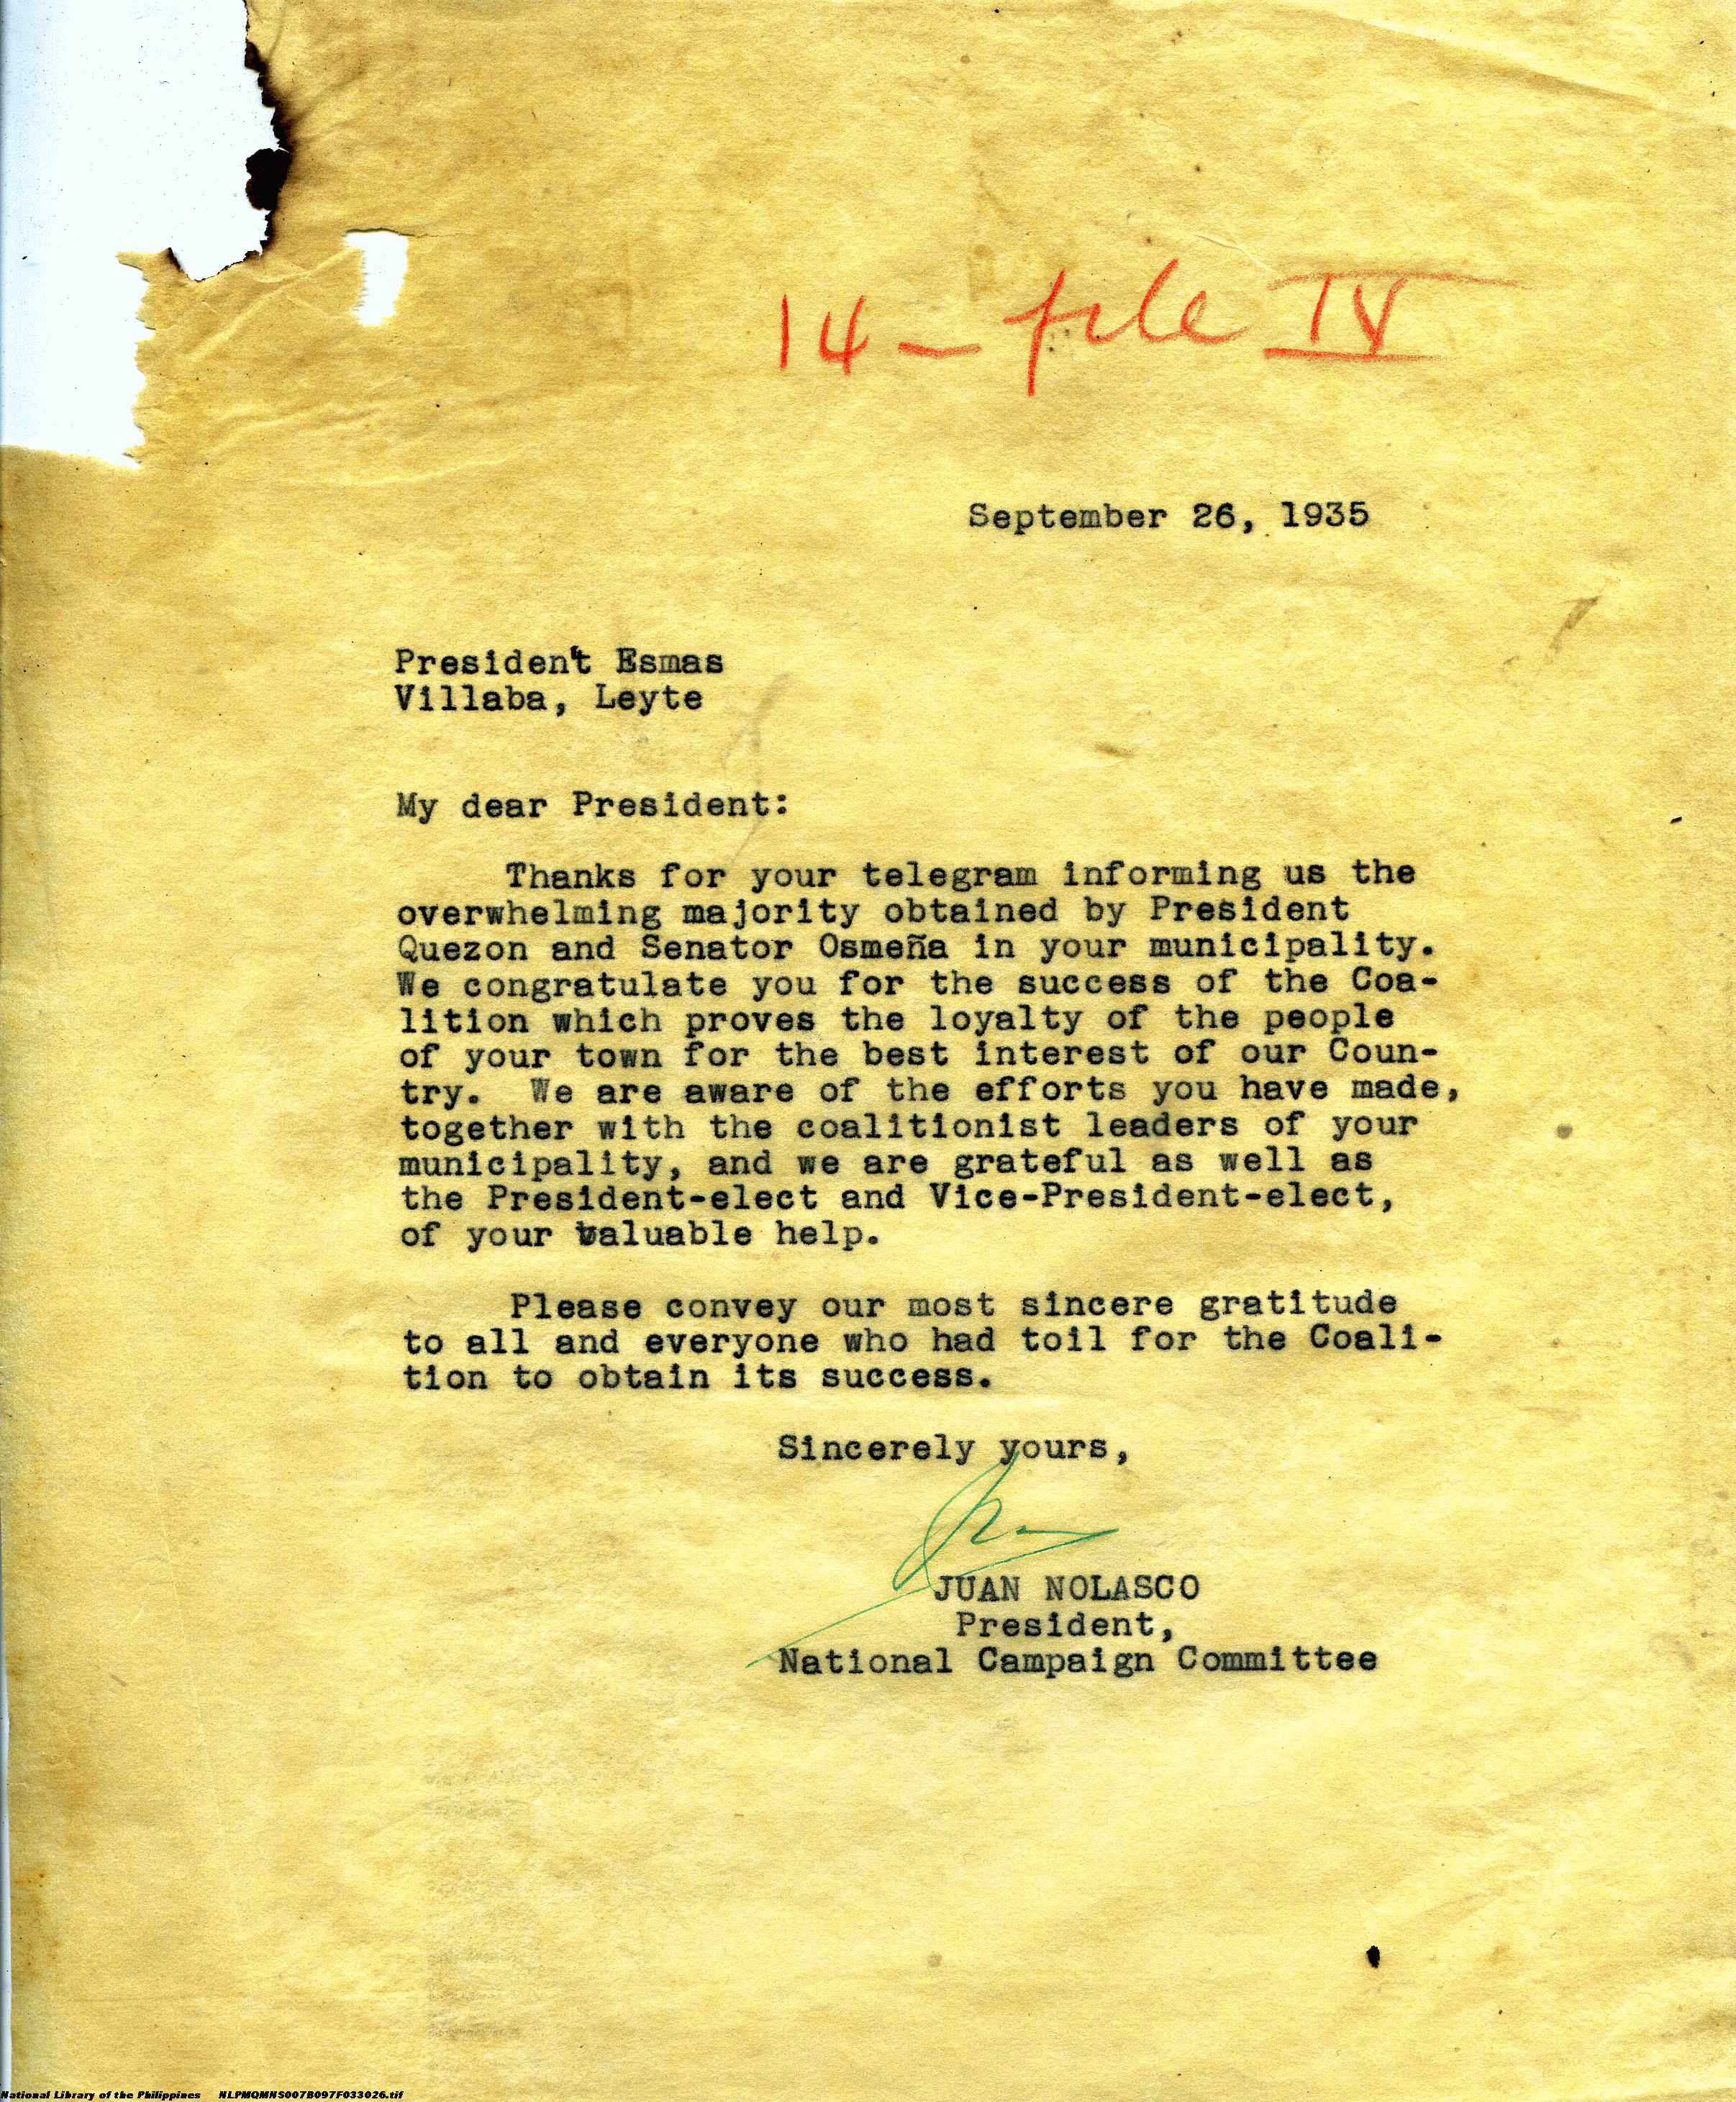 14 - file IV
September 26, 1935
President Esmas
Villaba, Leyte
My dear President:
Thanks for your telegram informing us the
overwhelming majority obtained by President
Quezon and Senator Osmeña in your municipality.
We congratulate you for the success of the Coa-
lition which proves the loyalty of the people
of your town for the best interest of our Coun-
try. We are aware of the efforts you have made,
together with the coalitionist leaders of your
municipality, and we are grateful as well as
the President-elect and Vice-President-elect,
of your valuable help.
Please convey our most sincere gratitude
to all and everyone who had toil for the Coali-
tion to obtain its success.
Sincerely yours,
JUAN NOLASCO
President,
National Campaign Committee
National Library of the Philippines NLPMQMNS007B097F033026.tif